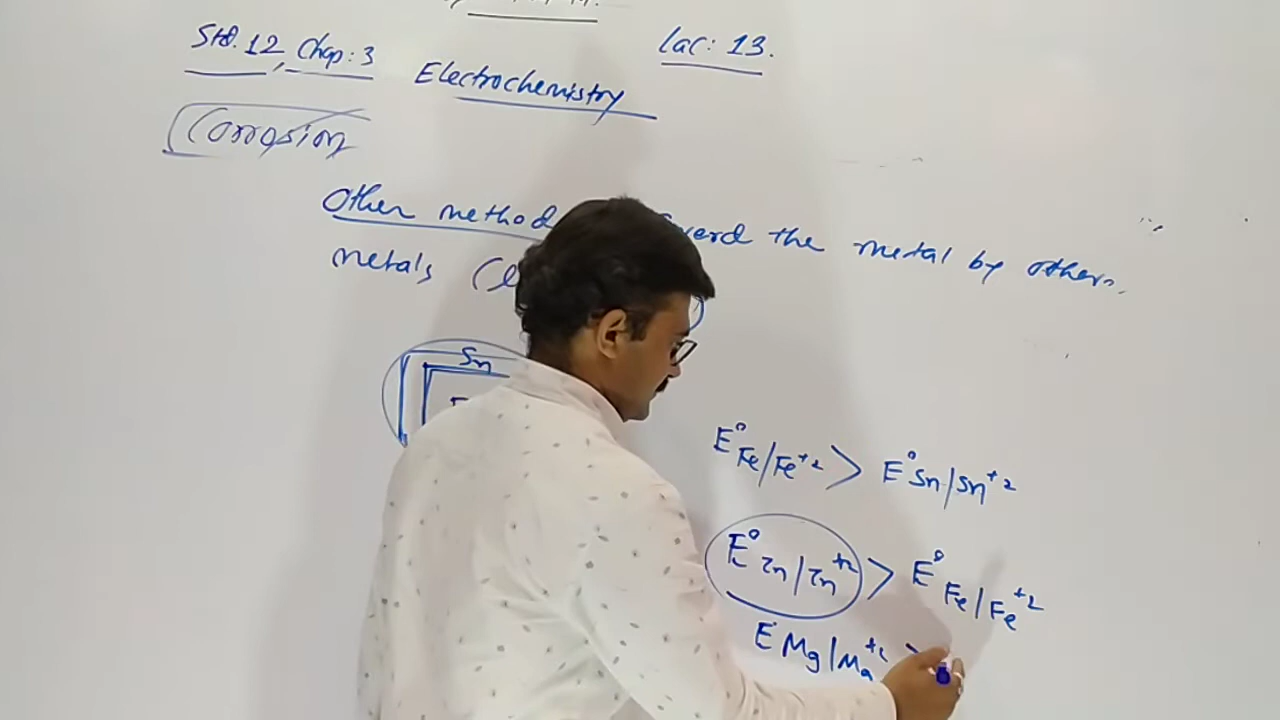 Std. 12, Chap: 3
Lac: 13.
Electrochemistry
Corrosion
Other method the metal by others.
metals
Sn
E° Fe/Fe+2 > E° Sn/Sn+2
E° Zn/Zn+2 > E° Fe/Fe+2
E° Mg/Mg+2 >